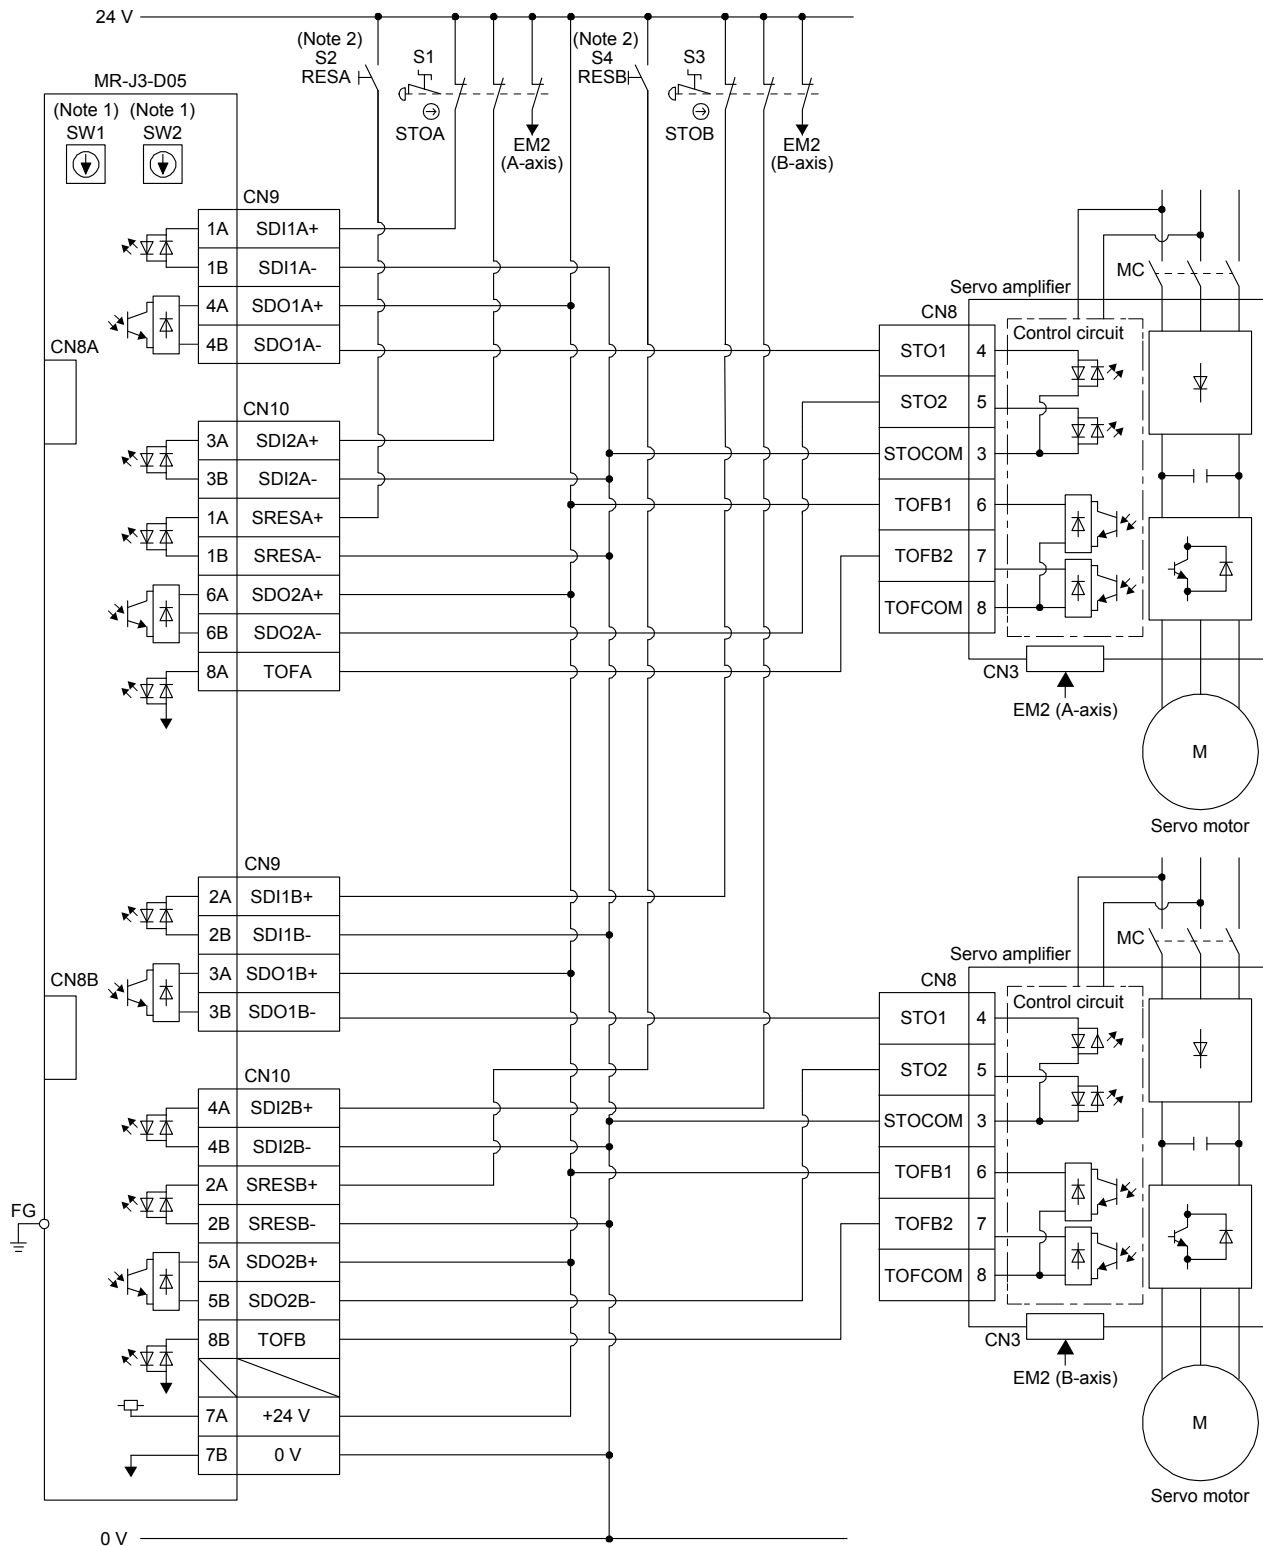 24 V
(Note 2)
S2
RESA
S1
STOA
EM2
(A-axis)
(Note 2)
S4
RESB
S3
STOB
EM2
(B-axis)
MR-J3-D05
(Note 1) (Note 1)
SW1 SW2
CN9
1A SDI1A+
1B SDI1A-
4A SDO1A+
4B SDO1A-
CN8A
CN10
3A SDI2A+
3B SDI2A-
1A SRESA+
1B SRESA-
6A SDO2A+
6B SDO2A-
8A TOFA
MC
Servo amplifier
CN8
Control circuit
STO1 4
STO2 5
STOCOM 3
TOFB1 6
TOFB2 7
TOFCOM 8
CN3
EM2 (A-axis)
M
Servo motor
CN9
2A SDI1B+
2B SDI1B-
3A SDO1B+
3B SDO1B-
CN8B
CN10
4A SDI2B+
4B SDI2B-
2A SRESB+
2B SRESB-
5A SDO2B+
5B SDO2B-
8B TOFB
7A +24 V
7B 0 V
FG
MC
Servo amplifier
CN8
Control circuit
STO1 4
STO2 5
STOCOM 3
TOFB1 6
TOFB2 7
TOFCOM 8
CN3
EM2 (B-axis)
M
Servo motor
0 V